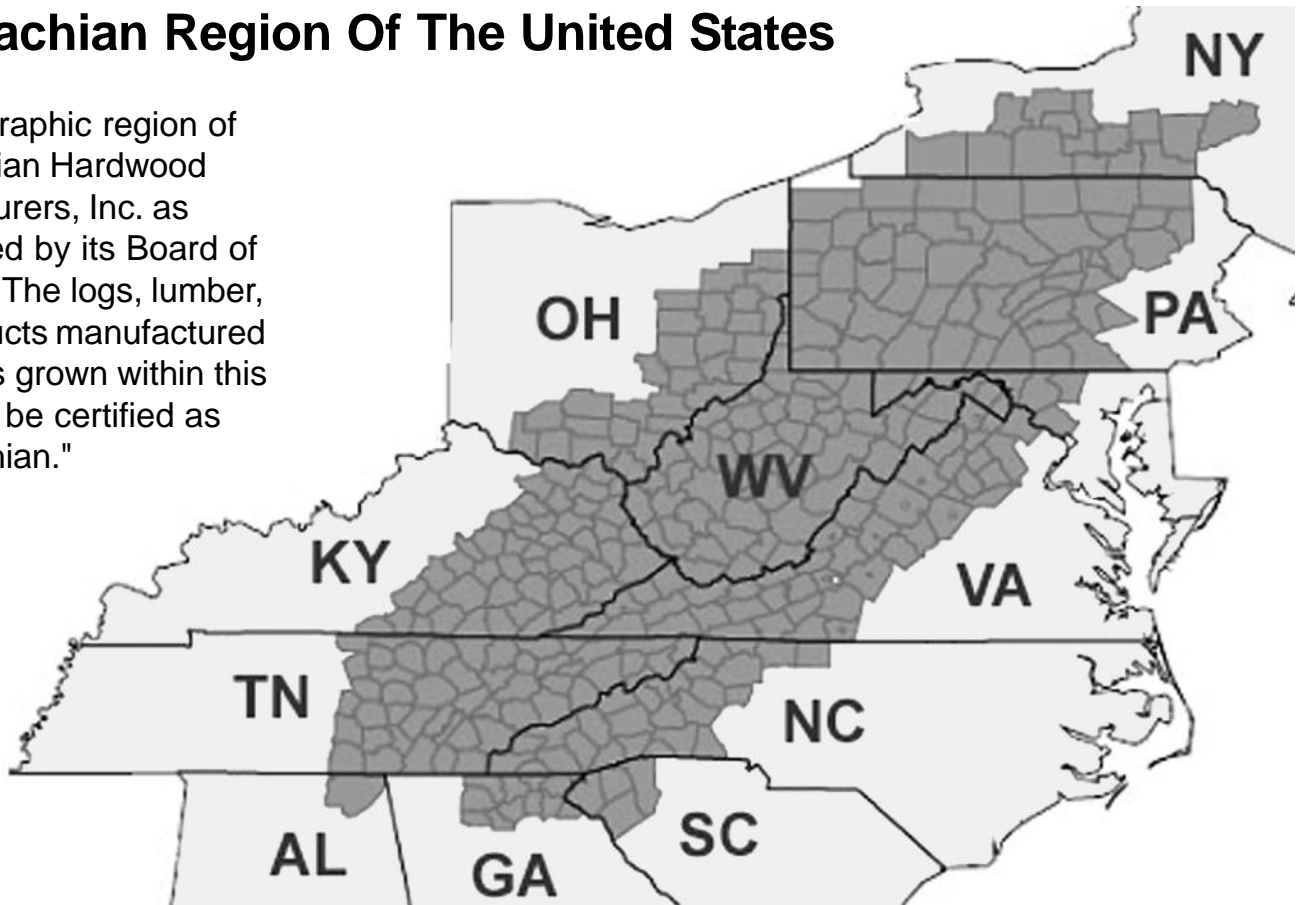 achian Region Of The United States
raphic region of
ian Hardwood
urers, Inc. as
ed by its Board of
The logs, lumber,
ucts manufactured
s grown within this
be certified as
nian."
NY
PA
OH
WV
KY
VA
TN
NC
AL
GA
SC